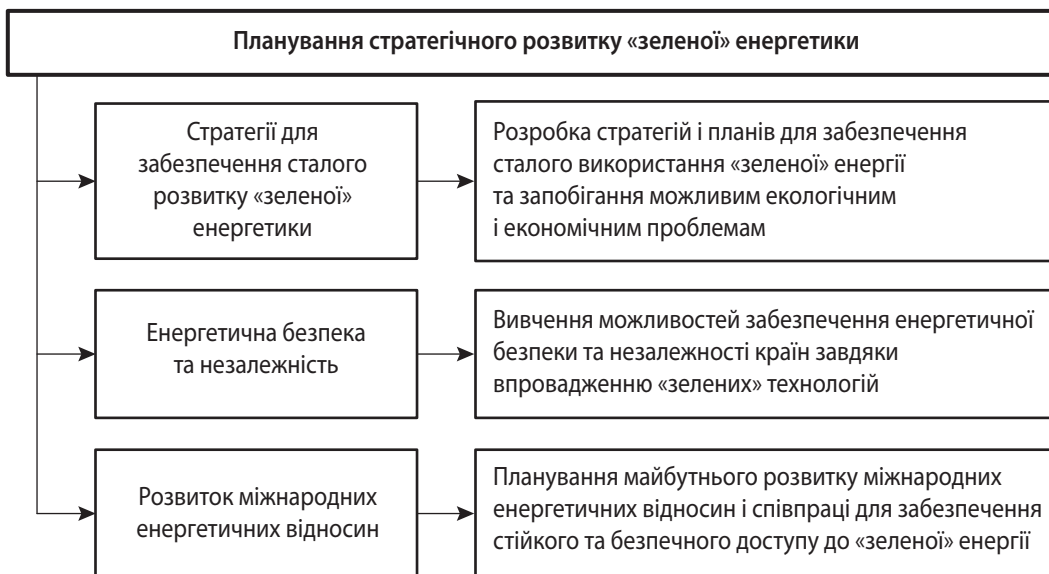 Планування стратегічного розвитку «зеленої» енергетики
Стратегії для
забезпечення сталого
розвитку «зеленої»
енергетики
Розробка стратегій і планів для забезпечення
сталого використання «зеленої» енергії
та запобігання можливим екологічним
і економічним проблемам
Енергетична безпека
та незалежність
Вивчення можливостей забезпечення енергетичної
безпеки та незалежності країн завдяки
впровадженню «зелених» технологій
Розвиток міжнародних
енергетичних відносин
Планування майбутнього розвитку міжнародних
енергетичних відносин і співпраці для забезпечення
стійкого та безпечного доступу до «зеленої» енергії